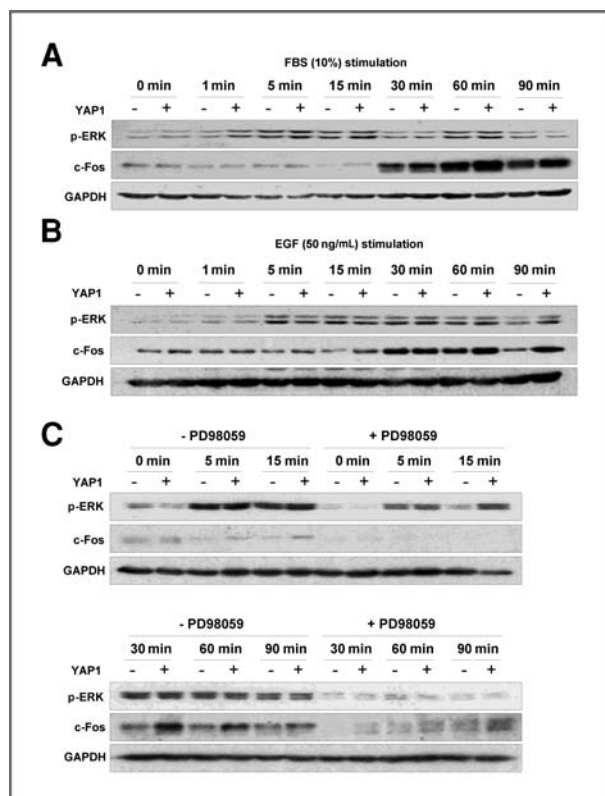 A
FBS (10%) stimulation
0 min 1 min 5 min 15 min 30 min 60 min 90 min
YAP1 - + - + - + - + - + - + - +
p-ERK
c-Fos
GAPDH
B
EGF (50 ng/mL) stimulation
0 min 1 min 5 min 15 min 30 min 60 min 90 min
YAP1 - + - + - + - + - + - + - +
p-ERK
c-Fos
GAPDH
C
- PD98059 + PD98059
0 min 5 min 15 min 0 min 5 min 15 min
YAP1 - + - + - + - + - + - +
p-ERK
c-Fos
GAPDH
- PD98059 + PD98059
30 min 60 min 90 min 30 min 60 min 90 min
YAP1 - + - + - + - + - + - +
p-ERK
c-Fos
GAPDH